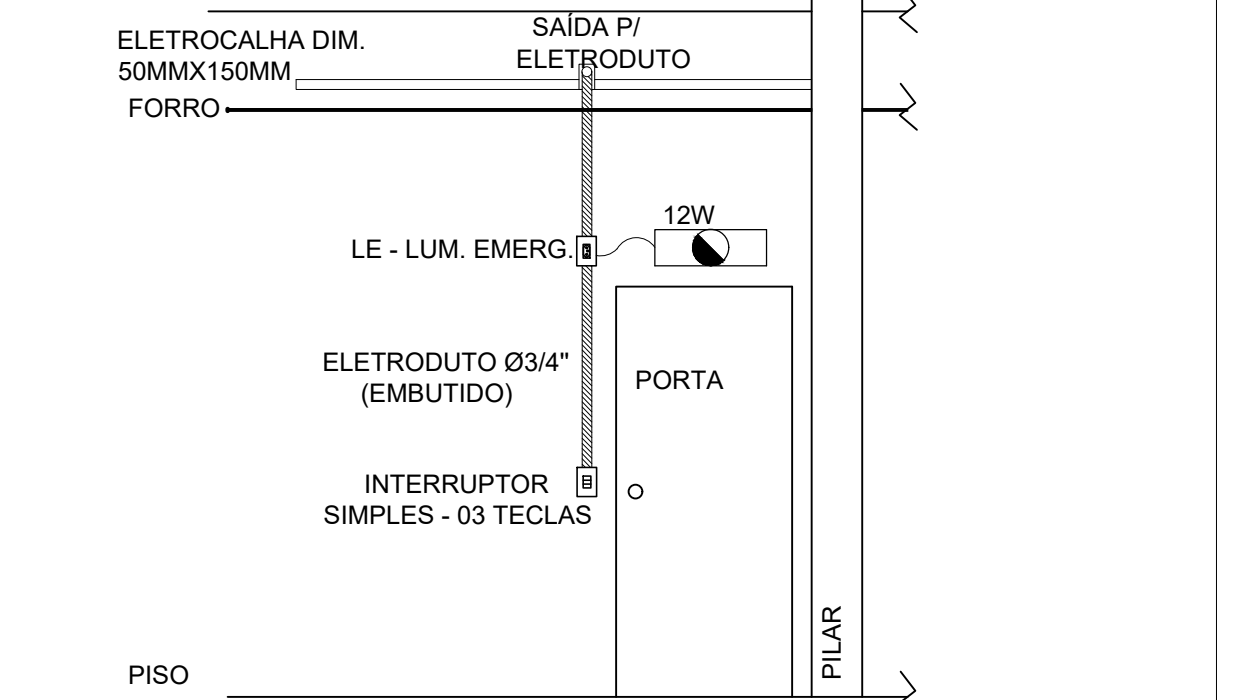 SAÍDA P/
ELETRODUTO
ELETROCALHA DIM.
50MMX150MM
FORRO
12W
LE - LUM. EMERG.
ELETRODUTO Ø3/4"
(EMBUTIDO)
PORTA
INTERRUPTOR
SIMPLES - 03 TECLAS
PILAR
PISO